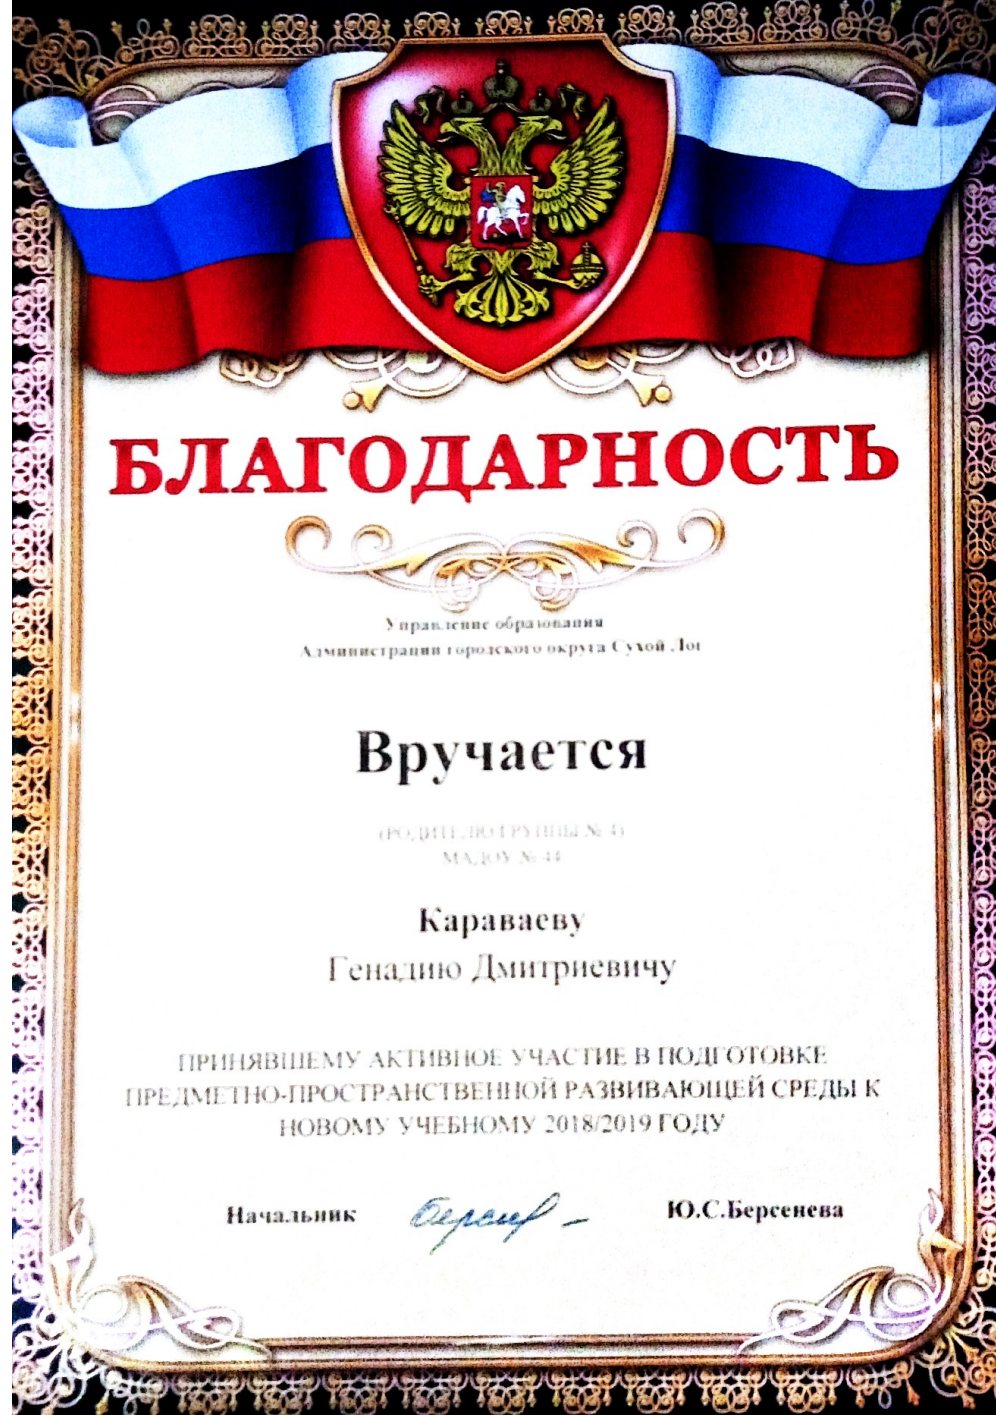 БЛАГОДАРНОСТЬ
Управление образования
Администрации городского округа Сухой Лог
Вручается
(РОДИТЕЛЮ ГРУППЫ № 4)
МАДОУ № 44
Караваеву
Генадию Дмитриевичу
ПРИНЯВШЕМУ АКТИВНОЕ УЧАСТИЕ В ПОДГОТОВКЕ
ПРЕДМЕТНО-ПРОСТРАНСТВЕННОЙ РАЗВИВАЮЩЕЙ СРЕДЫ К
НОВОМУ УЧЕБНОМУ 2018/2019 ГОДУ
Начальник Ю.С.Берсенева